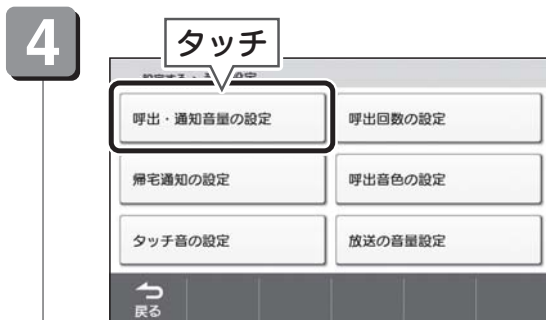 4
タッチ
呼出・通知音量の設定
呼出回数の設定
帰宅通知の設定
呼出音色の設定
タッチ音の設定
放送の音量設定
戻る